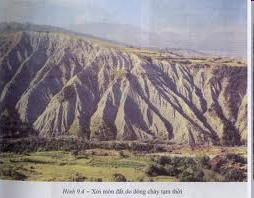 Hình 9.4 – Xói mòn đất do dòng chảy tạm thời